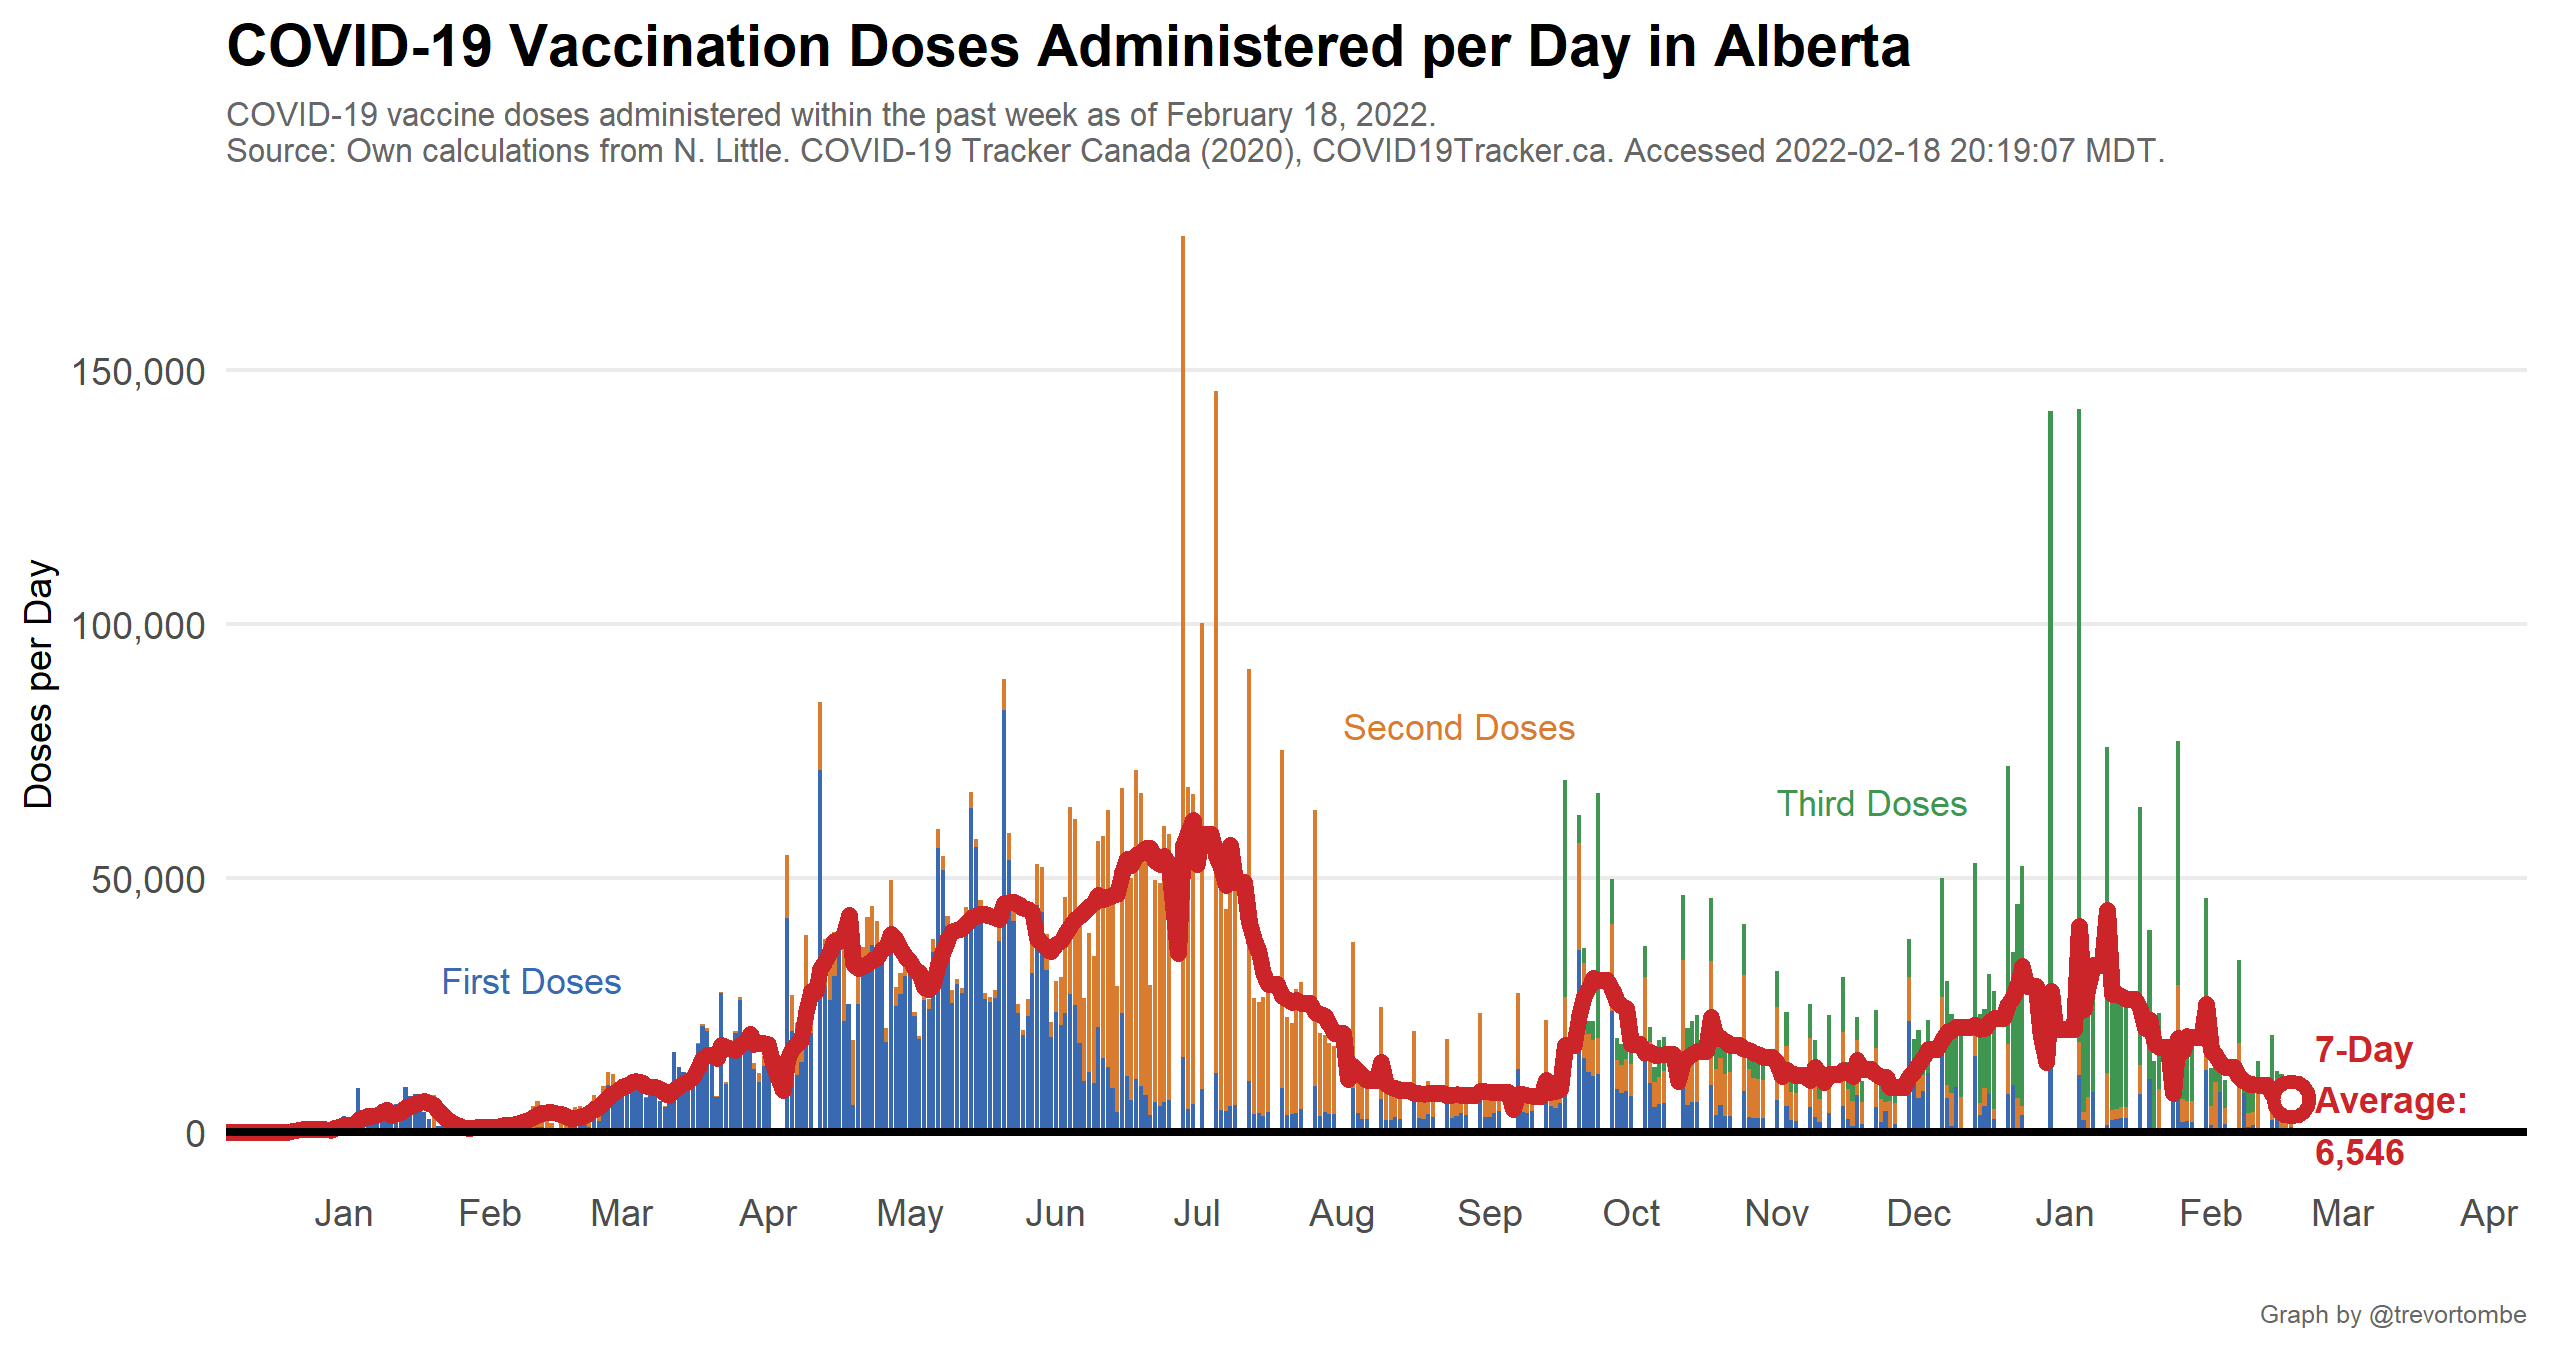 COVID-19 Vaccination Doses Administered per Day in Alberta
COVID-19 vaccine doses administered within the past week as of February 18, 2022.
Source: Own calculations from N. Little. COVID-19 Tracker Canada (2020), COVID19Tracker.ca. Accessed 2022-02-18 20:19:07 MDT.
Doses per Day
150,000
100,000
50,000
0
First Doses
Second Doses
Third Doses
7-Day
Average:
6,546
Jan Feb Mar Apr May Jun Jul Aug Sep Oct Nov Dec Jan Feb Mar Apr
Graph by @trevortombe